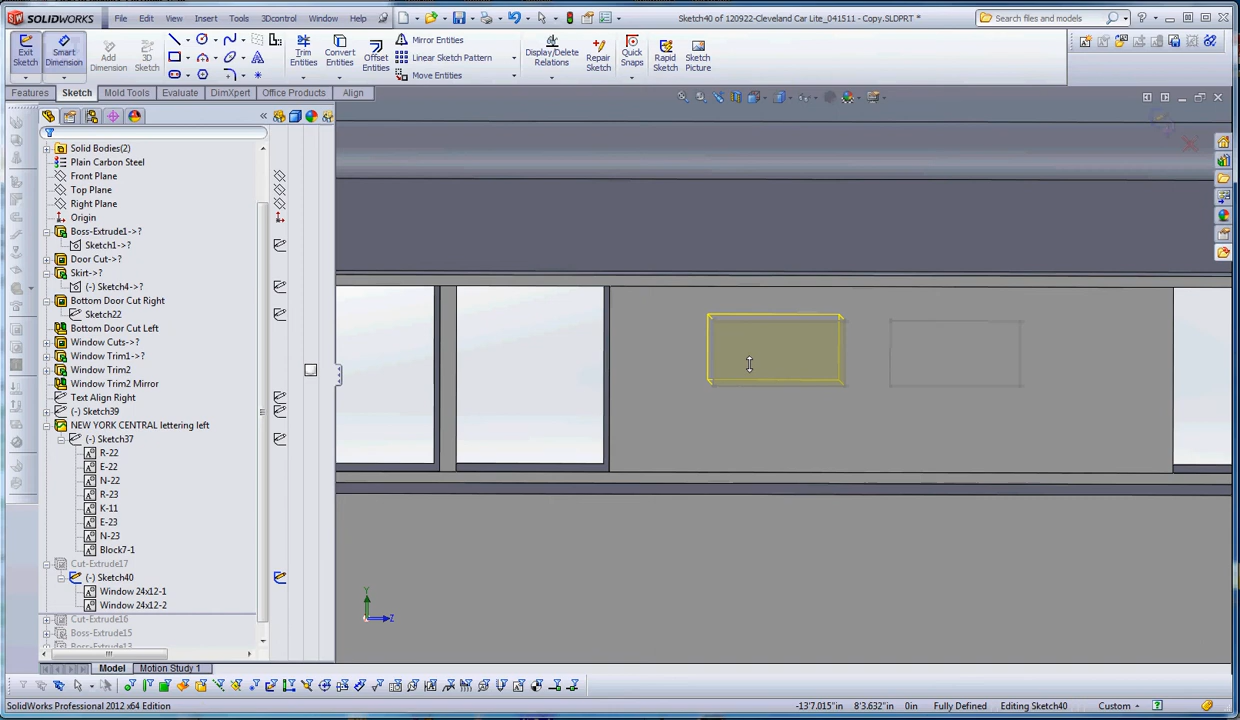 SOLIDWORKS File Edit View Insert Tools 3Dcontrol Window Help Sketch40 of 120922-Cleveland Car Lite_041511 - Copy.SLDPRT * Search files and models
Exit Sketch Smart Dimension Add Dimension 3D Sketch Trim Entities Convert Entities Offset Entities Mirror Entities Linear Sketch Pattern Move Entities Display/Delete Relations Repair Sketch Quick Snaps Rapid Sketch Sketch Picture
Features Sketch Mold Tools Evaluate DimXpert Office Products Align
Solid Bodies(2)
Plain Carbon Steel
Front Plane
Top Plane
Right Plane
Origin
Boss-Extrude1->?
Sketch1->?
Door Cut->?
Skirt->?
(-) Sketch4->?
Bottom Door Cut Right
Sketch22
Bottom Door Cut Left
Window Cuts->?
Window Trim1->?
Window Trim2
Window Trim2 Mirror
Text Align Right
(-) Sketch39
NEW YORK CENTRAL lettering left
(-) Sketch37
R-22
E-22
N-22
R-23
K-11
E-23
N-23
Block7-1
Cut-Extrude17
(-) Sketch40
Window 24x12-1
Window 24x12-2
Cut-Extrude16
Boss-Extrude15
Boss-Extrude13
Y
Z
Model Motion Study 1
SolidWorks Professional 2012 x64 Edition -13'7.015"in 8'3.632"in 0in Fully Defined Editing Sketch40 Custom